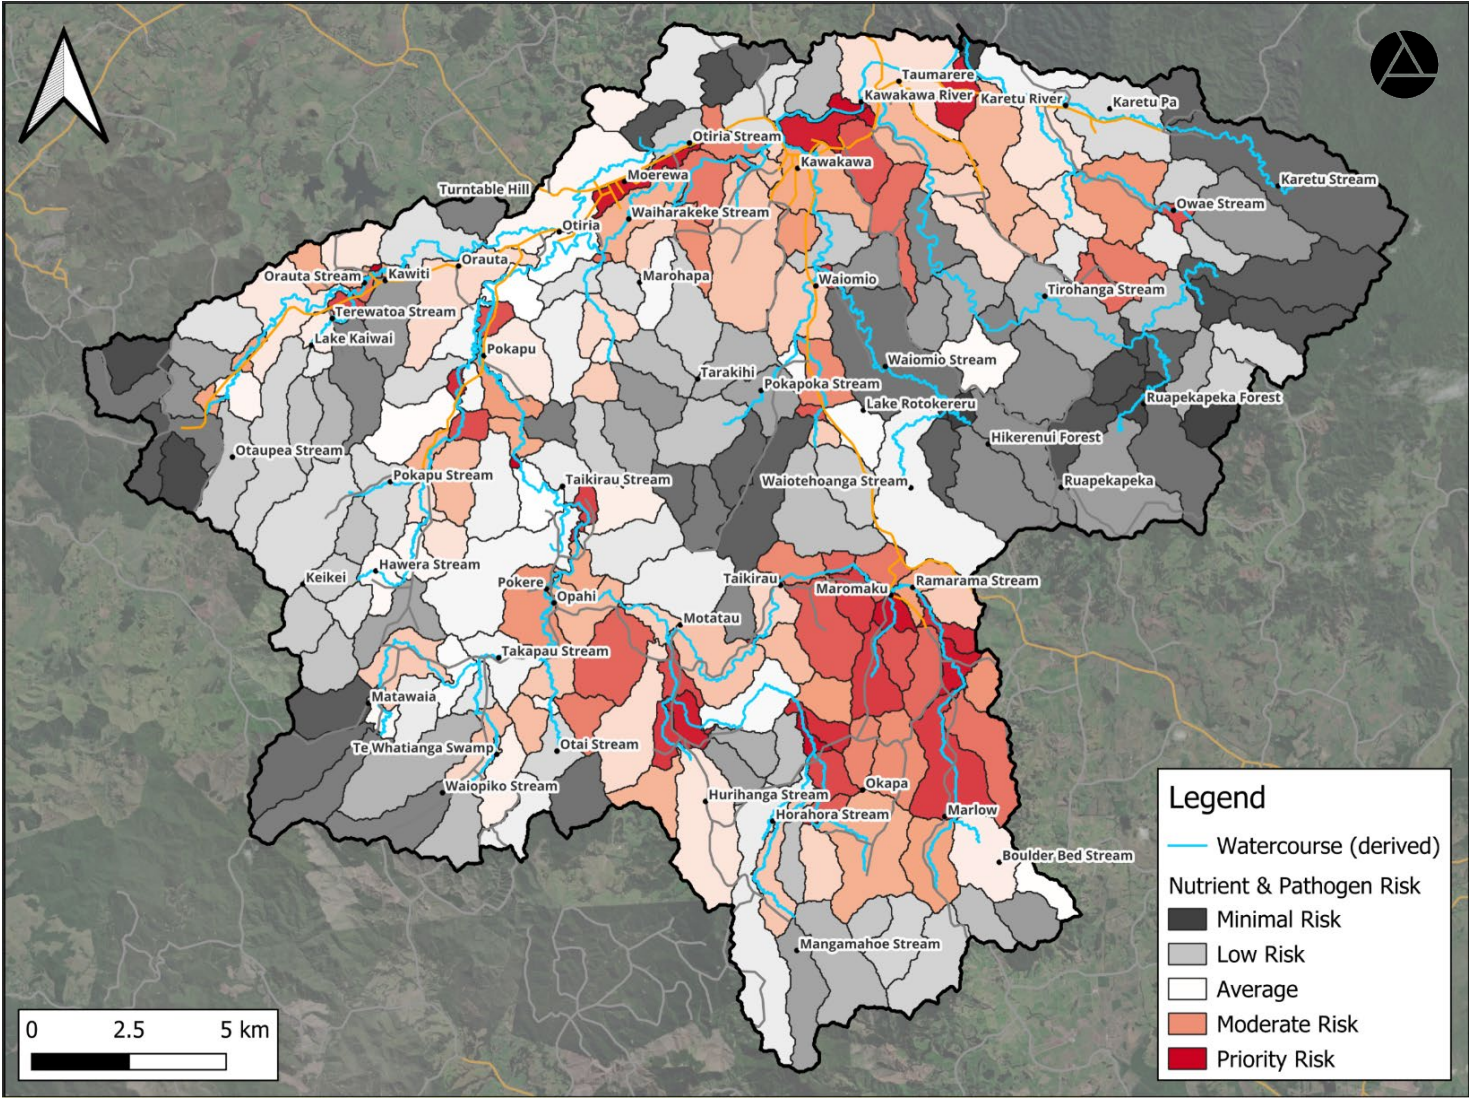 Taumarere
Kawakawa River
Karetu River
Karetu Pa
Otiria Stream
Kawakawa
Moerewa
Turntable Hill
Karetu Stream
Owae Stream
Waiharakeke Stream
Otiria
Orauta
Orauta Stream
Kawiti
Marohapa
Waiomio
Tirohanga Stream
Terewatoa Stream
Lake Kaiwai
Pokapu
Waiomio Stream
Tarakihi
Pokapoka Stream
Ruapekapeka Forest
Lake Rotokereru
Hikerenui Forest
Otaupea Stream
Pokapu Stream
Taikirau Stream
Waiotehoanga Stream
Ruapekapeka
Hawera Stream
Keikei
Pokere
Opahi
Taikirau
Maromaku
Ramarama Stream
Motatau
Takapau Stream
Matawaia
Te Whatianga Swamp
Otai Stream
Waiopiko Stream
Hurihanga Stream
Okapa
Horahora Stream
Marlow
Boulder Bed Stream
Mangamahoe Stream
Legend
Watercourse (derived)
Nutrient & Pathogen Risk
Minimal Risk
Low Risk
Average
Moderate Risk
Priority Risk
0 2.5 5 km